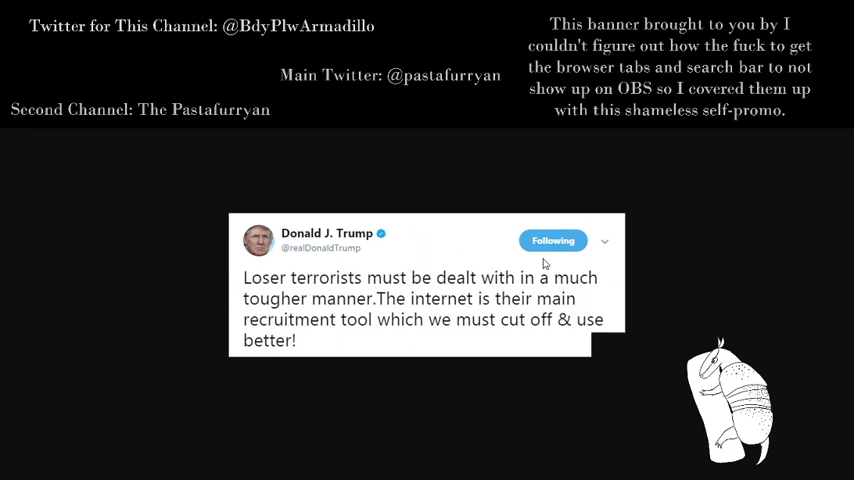 Twitter for This Channel: @BdyPlwArmadillo
Main Twitter: @pastafurryan
Second Channel: The Pastafurryan
This banner brought to you by I
couldn't figure out how the fuck to get
the browser tabs and search bar to not
show up on OBS so I covered them up
with this shameless self-promo.
Donald J. Trump
@realDonaldTrump
Following
Loser terrorists must be dealt with in a much
tougher manner.The internet is their main
recruitment tool which we must cut off & use
better!